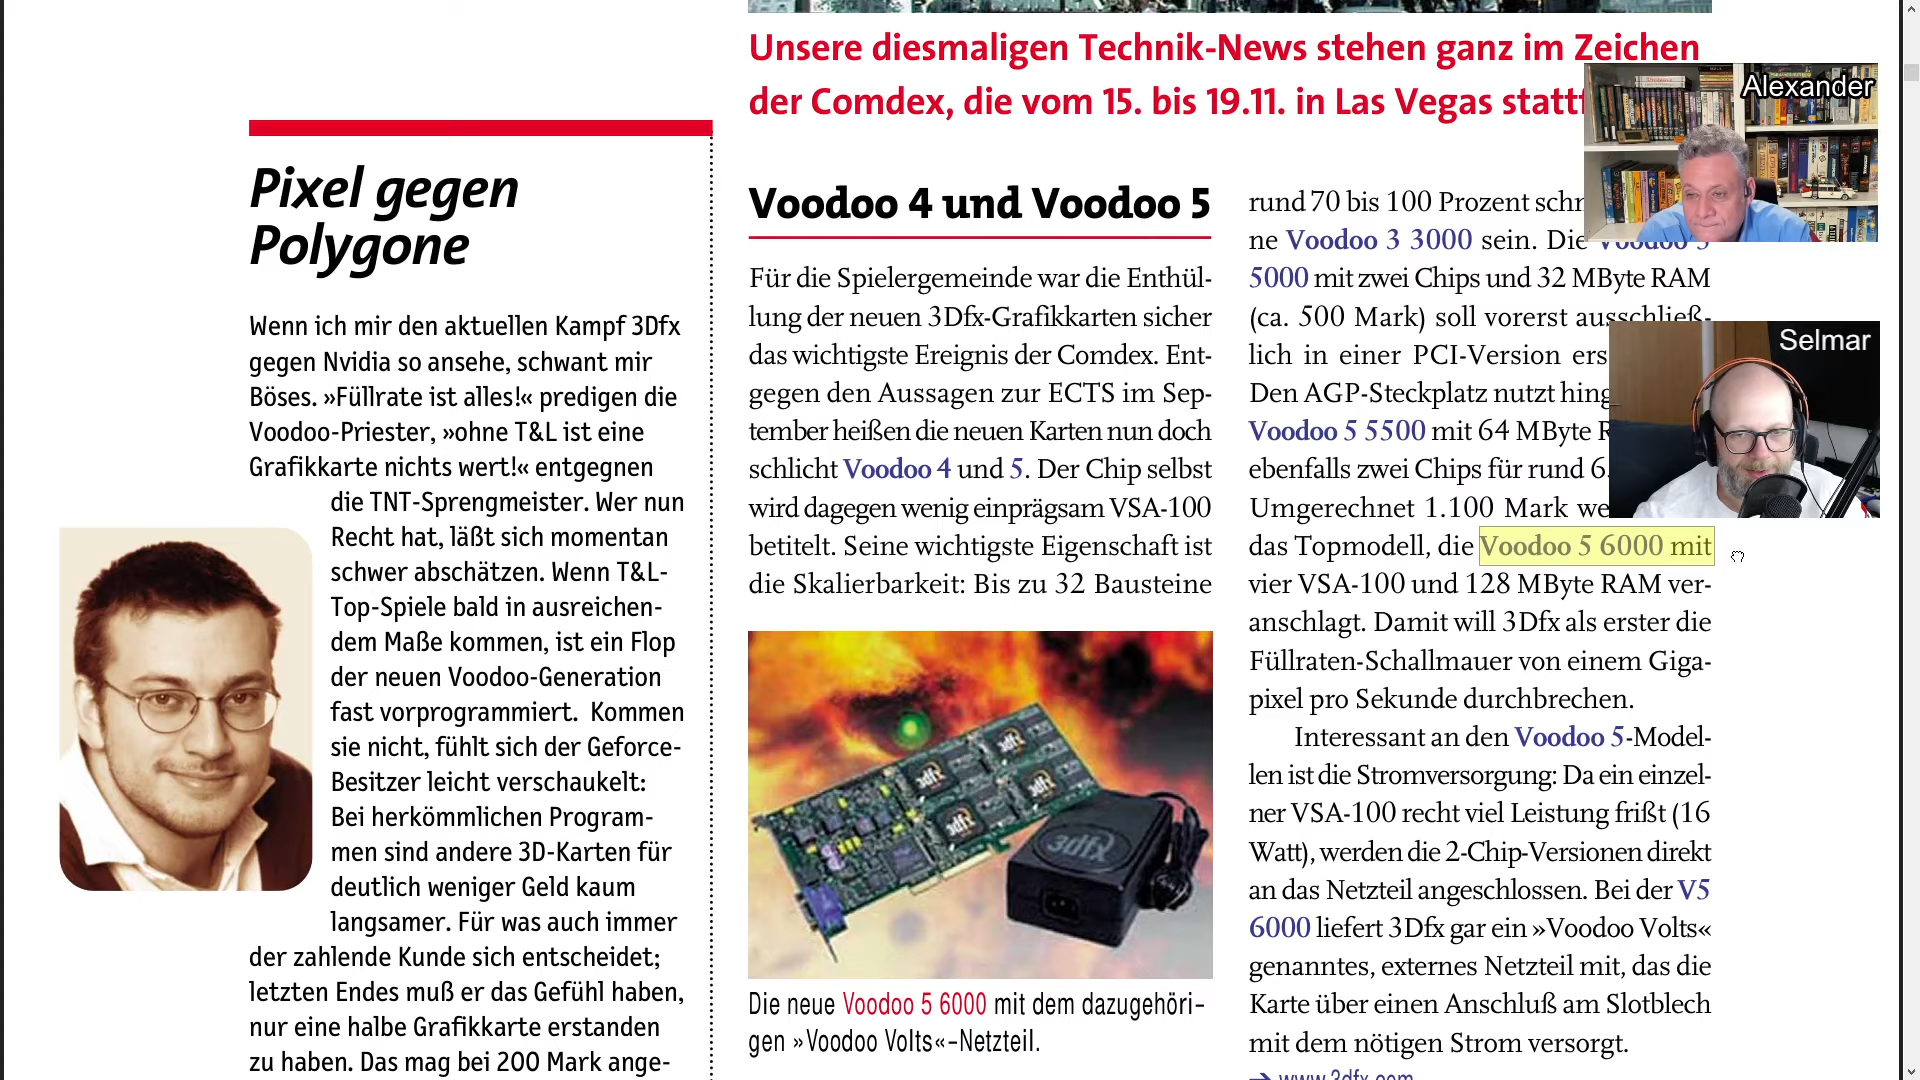 Unsere diesmaligen Technik-News stehen ganz im Zeichen
der Comdex, die vom 15. bis 19.11. in Las Vegas
Pixel gegen
Polygone
Wenn ich mir den aktuellen Kampf 3Dfx
gegen Nvidia so ansehe, schwant mir
Böses. »Füllrate ist alles!« predigen die
Voodoo-Priester, »ohne T&L ist eine
Grafikkarte nichts wert!« entgegnen
die TNT-Sprengmeister. Wer nun
Recht hat, läßt sich momentan
schwer abschätzen. Wenn T&L-
Top-Spiele bald in ausreichen-
dem Maße kommen, ist ein Flop
der neuen Voodoo-Generation
fast vorprogrammiert. Kommen
sie nicht, fühlt sich der Geforce-
Besitzer leicht verschaukelt:
Bei herkömmlichen Program-
men sind andere 3D-Karten für
deutlich weniger Geld kaum
langsamer. Für was auch immer
der zahlende Kunde sich entscheidet;
letzten Endes muß er das Gefühl haben,
nur eine halbe Grafikkarte erstanden
zu haben. Das mag bei 200 Mark ange-
Voodoo 4 und Voodoo 5
Für die Spielergemeinde war die Enthül-
lung der neuen 3Dfx-Grafikkarten sicher
das wichtigste Ereignis der Comdex. Ent-
gegen den Aussagen zur ECTS im Sep-
tember heißen die neuen Karten nun doch
schlicht Voodoo 4 und 5. Der Chip selbst
wird dagegen wenig einprägsam VSA-100
betitelt. Seine wichtigste Eigenschaft ist
die Skalierbarkeit: Bis zu 32 Bausteine
3dfx
3dfx
3dfx
3dfx
3dfx
Die neue Voodoo 5 6000 mit dem dazugehöri-
gen »Voodoo Volts«-Netzteil.
rund 70 bis 100 Prozent
ne Voodoo 3 3000 sein. Die Voodoo 5
5000 mit zwei Chips und 32 MByte RAM
(ca. 500 Mark) soll vorerst ausschließ-
lich in einer PCI-Version
Den AGP-Steckplatz nutzt
Voodoo 5 5500 mit 64 MByte
ebenfalls zwei Chips für rund
Umgerechnet 1.100 Mark
das Topmodell, die Voodoo 5 6000 mit
vier VSA-100 und 128 MByte RAM ver-
anschlagt. Damit will 3Dfx als erster die
Füllraten-Schallmauer von einem Giga-
pixel pro Sekunde durchbrechen.
Interessant an den Voodoo 5-Model-
len ist die Stromversorgung: Da ein einzel-
ner VSA-100 recht viel Leistung frißt (16
Watt), werden die 2-Chip-Versionen direkt
an das Netzteil angeschlossen. Bei der V5
6000 liefert 3Dfx gar ein »Voodoo Volts«
genanntes, externes Netzteil mit, das die
Karte über einen Anschluß am Slotblech
mit dem nötigen Strom versorgt.
→ www.3dfx.com
Alexander
Selmar